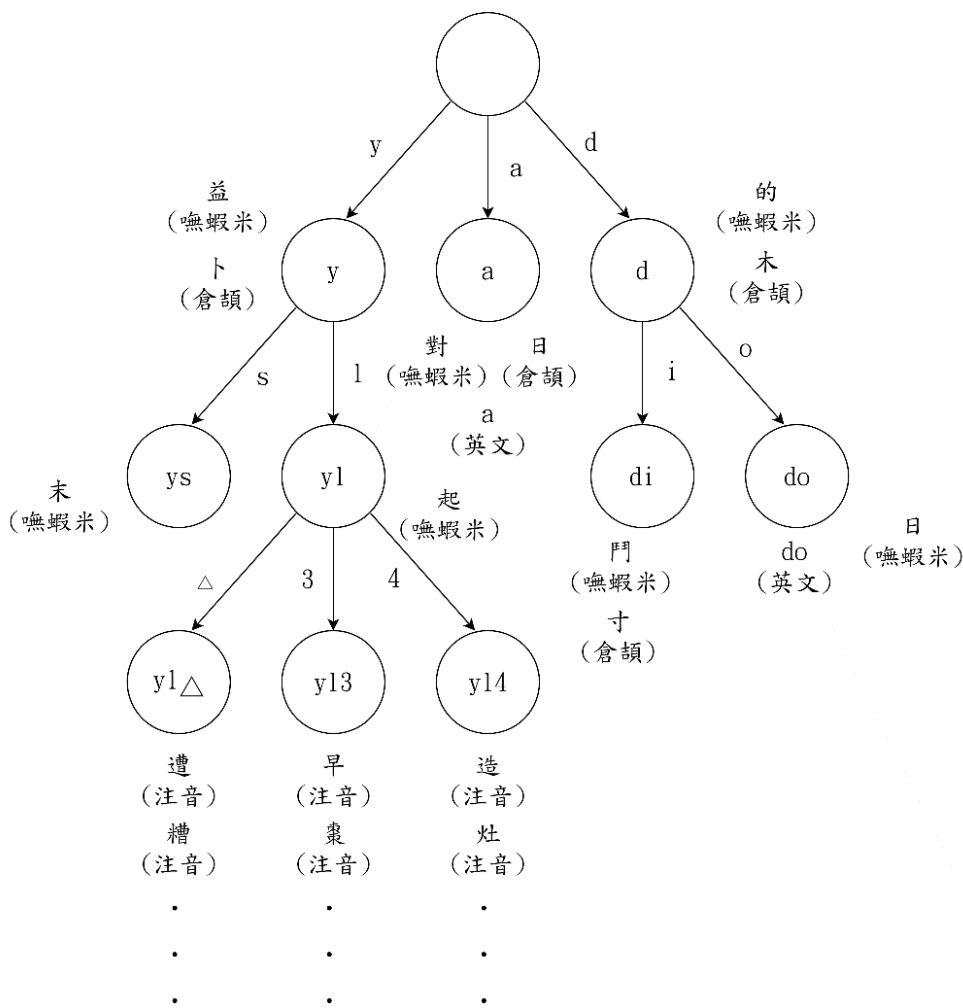 y
a
d
益
(嘸蝦米)
卜
(倉頡)
y
a
d
的
(嘸蝦米)
木
(倉頡)
s
l
對
(嘸蝦米)
日
(倉頡)
a
(英文)
i
o
末
(嘸蝦米)
ys
yl
起
(嘸蝦米)
di
do
鬥
(嘸蝦米)
寸
(倉頡)
do
(英文)
日
(嘸蝦米)
△
3
4
yl△
yl3
yl4
遭
(注音)
糟
(注音)
早
(注音)
棗
(注音)
造
(注音)
灶
(注音)